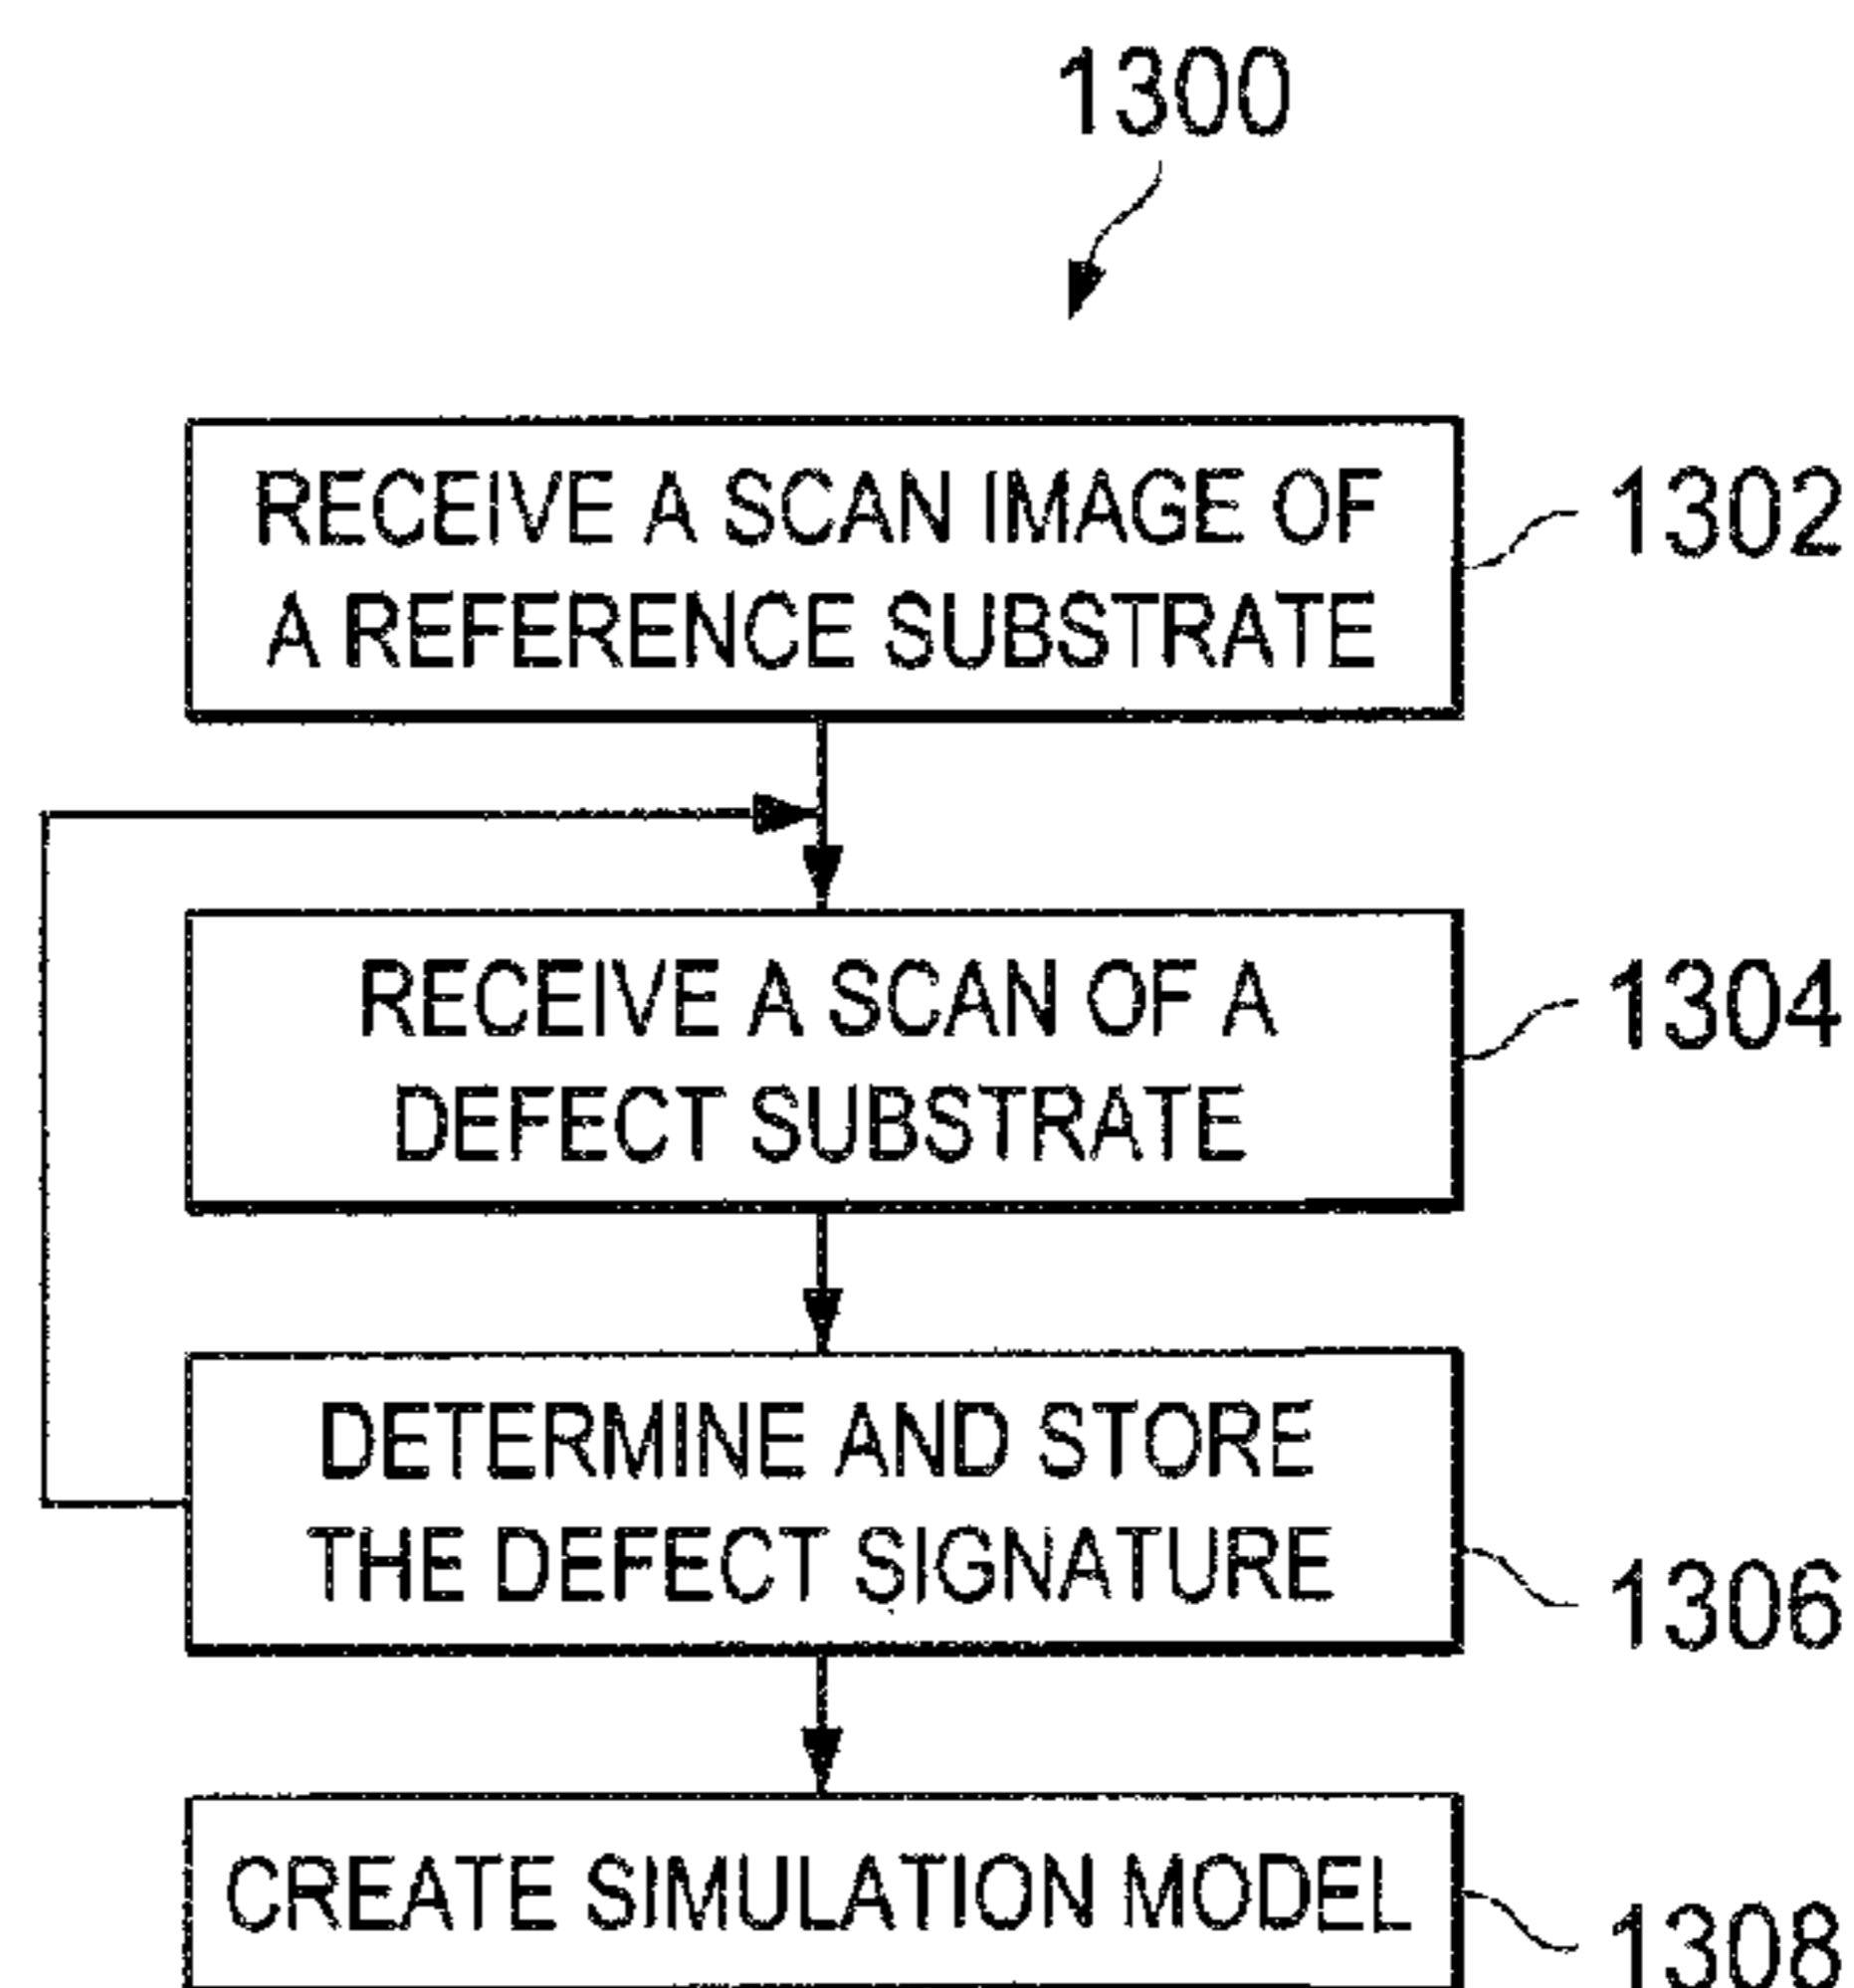 1300
RECEIVE A SCAN IMAGE OF
A REFERENCE SUBSTRATE
1302
RECEIVE A SCAN OF A
DEFECT SUBSTRATE
1304
DETERMINE AND STORE
THE DEFECT SIGNATURE
1306
CREATE SIMULATION MODEL
1308